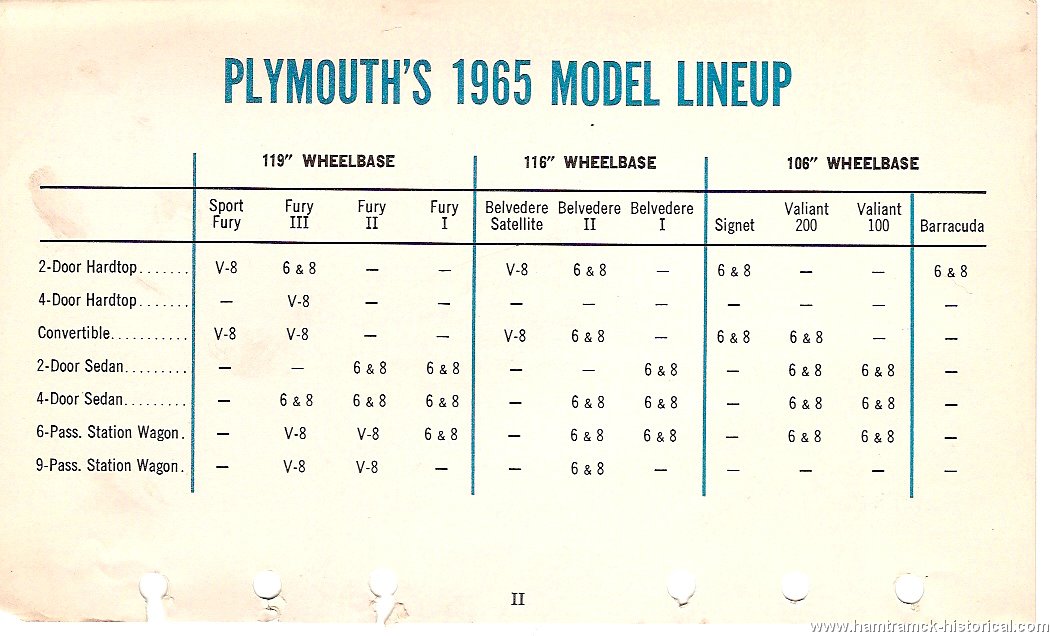 PLYMOUTH'S 1965 MODEL LINEUP
119" WHEELBASE 116" WHEELBASE 106" WHEELBASE
Sport Fury Fury Fury Belvedere Belvedere Belvedere Valiant Valiant
Fury III II I Satellite II I Signet 200 100 Barracuda
2-Door Hardtop....... V-8 6 & 8 — — V-8 6 & 8 — 6 & 8 — — 6 & 8
4-Door Hardtop....... — V-8 — — — — — — — — —
Convertible........... V-8 V-8 — — V-8 6 & 8 — 6 & 8 6 & 8 — —
2-Door Sedan......... — — 6 & 8 6 & 8 — — 6 & 8 — 6 & 8 6 & 8 —
4-Door Sedan......... — 6 & 8 6 & 8 6 & 8 — 6 & 8 6 & 8 — 6 & 8 6 & 8 —
6-Pass. Station Wagon. — V-8 V-8 6 & 8 — 6 & 8 6 & 8 — 6 & 8 6 & 8 —
9-Pass. Station Wagon. — V-8 V-8 — — 6 & 8 — — — — —
II
www.hamtramck-historical.com